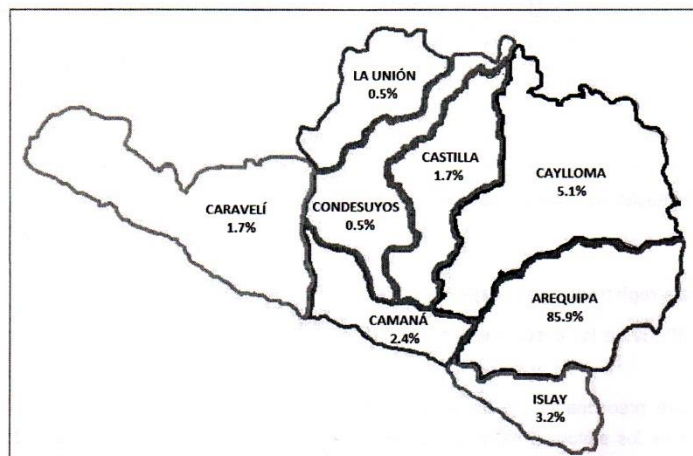 LA UNIÓN
0.5%
CASTILLA
1.7%
CAYLLOMA
5.1%
CARAVELÍ
1.7%
CONDESUYOS
0.5%
AREQUIPA
85.9%
CAMANÁ
2.4%
ISLAY
3.2%